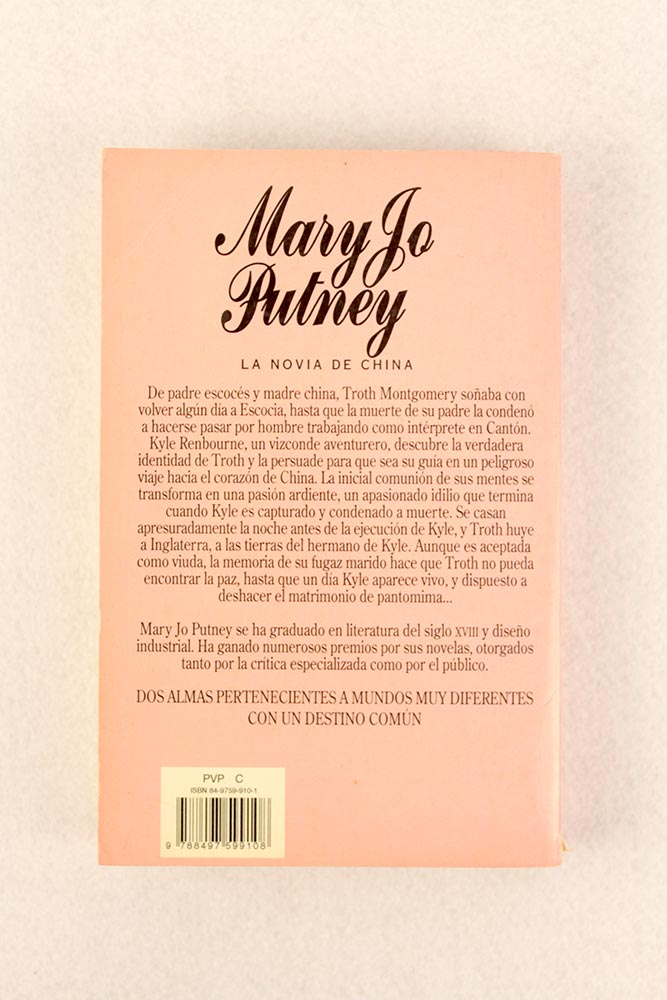 Mary Jo
Putney
LA NOVIA DE CHINA
De padre escocés y madre china, Troth Montgomery soñaba con
volver algún día a Escocia, hasta que la muerte de su padre la condenó
a hacerse pasar por hombre trabajando como intérprete en Cantón.
Kyle Renbourne, un vizconde aventurero, descubre la verdadera
identidad de Troth y la persuade para que sea su guía en un peligroso
viaje hacia el corazón de China. La inicial comunión de sus mentes se
transforma en una pasión ardiente, un apasionado idilio que termina
cuando Kyle es capturado y condenado a muerte. Se casan
apresuradamente la noche antes de la ejecución de Kyle, y Troth huye
a Inglaterra, a las tierras del hermano de Kyle. Aunque es aceptada
como viuda, la memoria de su fugaz marido hace que Troth no pueda
encontrar la paz, hasta que un día Kyle aparece vivo, y dispuesto a
deshacer el matrimonio de pantomima...
Mary Jo Putney se ha graduado en literatura del siglo XVIII y diseño
industrial. Ha ganado numerosos premios por sus novelas, otorgados
tanto por la crítica especializada como por el público.
DOS ALMAS PERTENECIENTES A MUNDOS MUY DIFERENTES
CON UN DESTINO COMÚN
PVP C
ISBN 84-9759-910-1
9 788497 599108